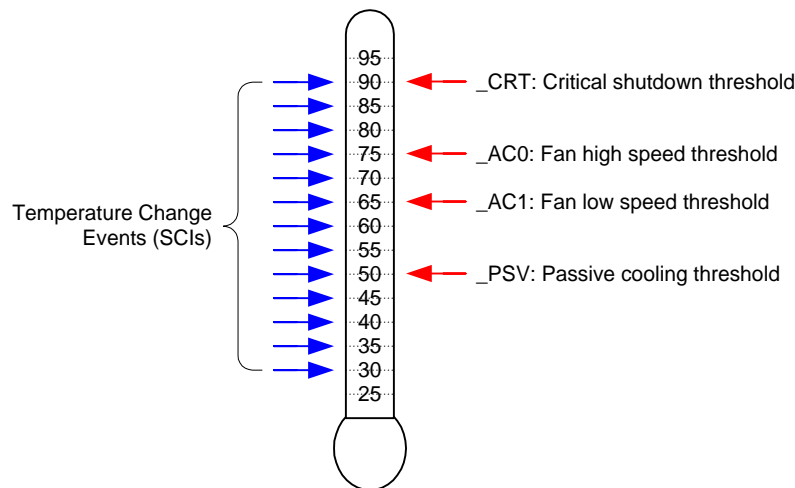 95
90
_CRT: Critical shutdown threshold
85
80
75
_AC0: Fan high speed threshold
70
65
_AC1: Fan low speed threshold
Temperature Change
Events (SCIs)
60
55
50
_PSV: Passive cooling threshold
45
40
35
30
25